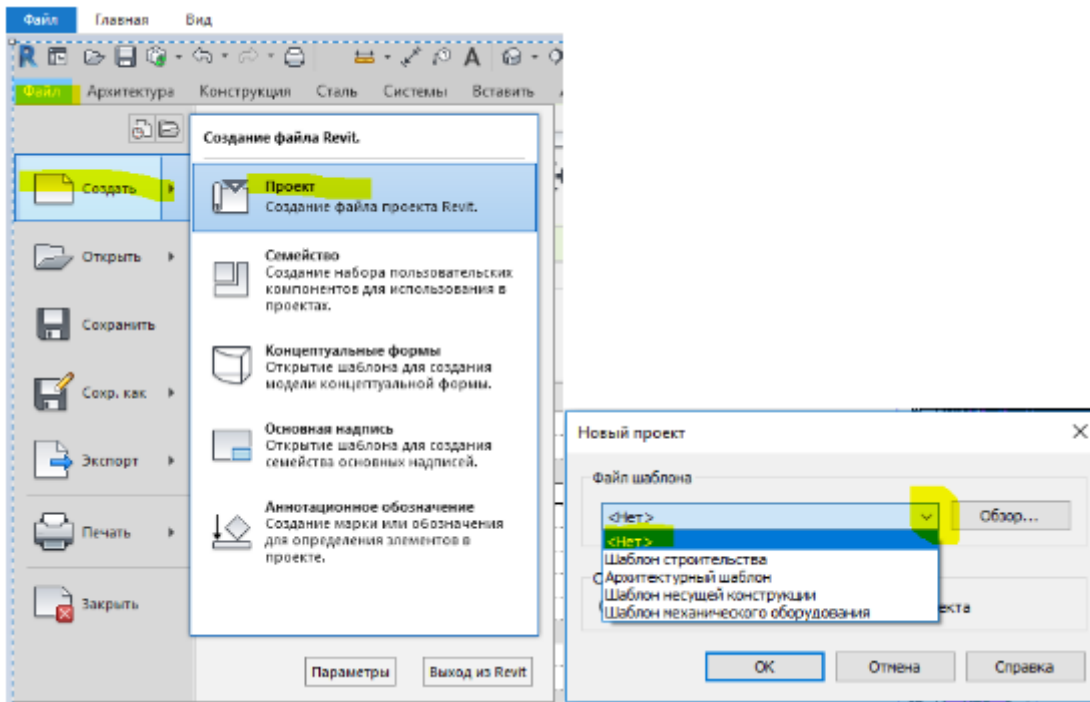 Файл Главная Вид
Файл Архитектура Конструкция Сталь Системы Вставить
Создание файла Revit.
Создать
Проект
Создание файла проекта Revit.
Открыть
Семейство
Создание набора пользовательских
компонентов для использования в
проектах.
Сохранить
Концептуальные формы
Открытие шаблона для создания
модели концептуальной формы.
Сохр. как
Основная надпись
Открытие шаблона для создания
семейства основных надписей.
Экспорт
Аннотационное обозначение
Создание марки или обозначения
для определения элементов в
проекте.
Печать
Закрыть
Параметры Выход из Revit
Новый проект
Файл шаблона
<Нет> Обзор...
<Нет>
Шаблон строительства
Архитектурный шаблон
Шаблон несущей конструкции
Шаблон механического оборудования
ОК Отмена Справка